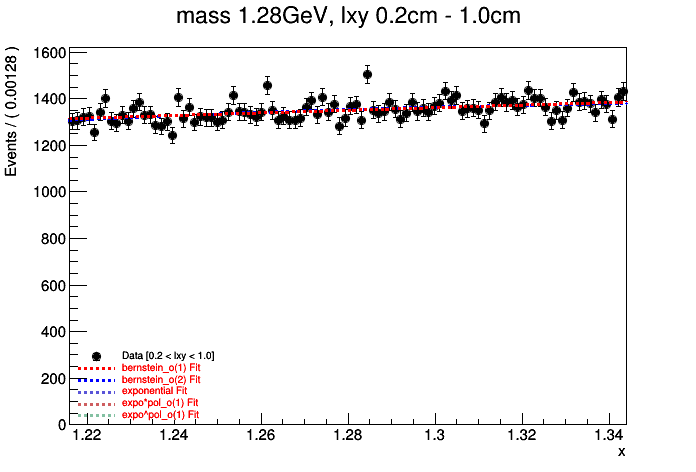 mass 1.28GeV, lxy 0.2cm - 1.0cm
Events / ( 0.00128 )
1600
1400
1200
1000
800
600
400
200
0
Data [0.2 < lxy < 1.0]
bernstein_o(1) Fit
bernstein_o(2) Fit
exponential Fit
expo*pol_o(1) Fit
expo^pol_o(1) Fit
1.22 1.24 1.26 1.28 1.3 1.32 1.34
x